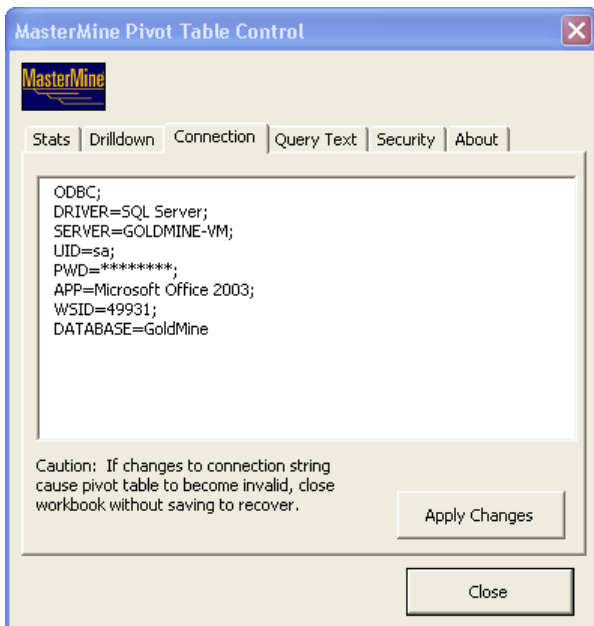 MasterMine Pivot Table Control
MasterMine
Stats
Drilldown
Connection
Query Text
Security
About
ODBC;
DRIVER=SQL Server;
SERVER=GOLDMINE-VM;
UID=sa;
PWD=********;
APP=Microsoft Office 2003;
WSID=49931;
DATABASE=GoldMine
Caution: If changes to connection string
cause pivot table to become invalid, close
workbook without saving to recover.
Apply Changes
Close